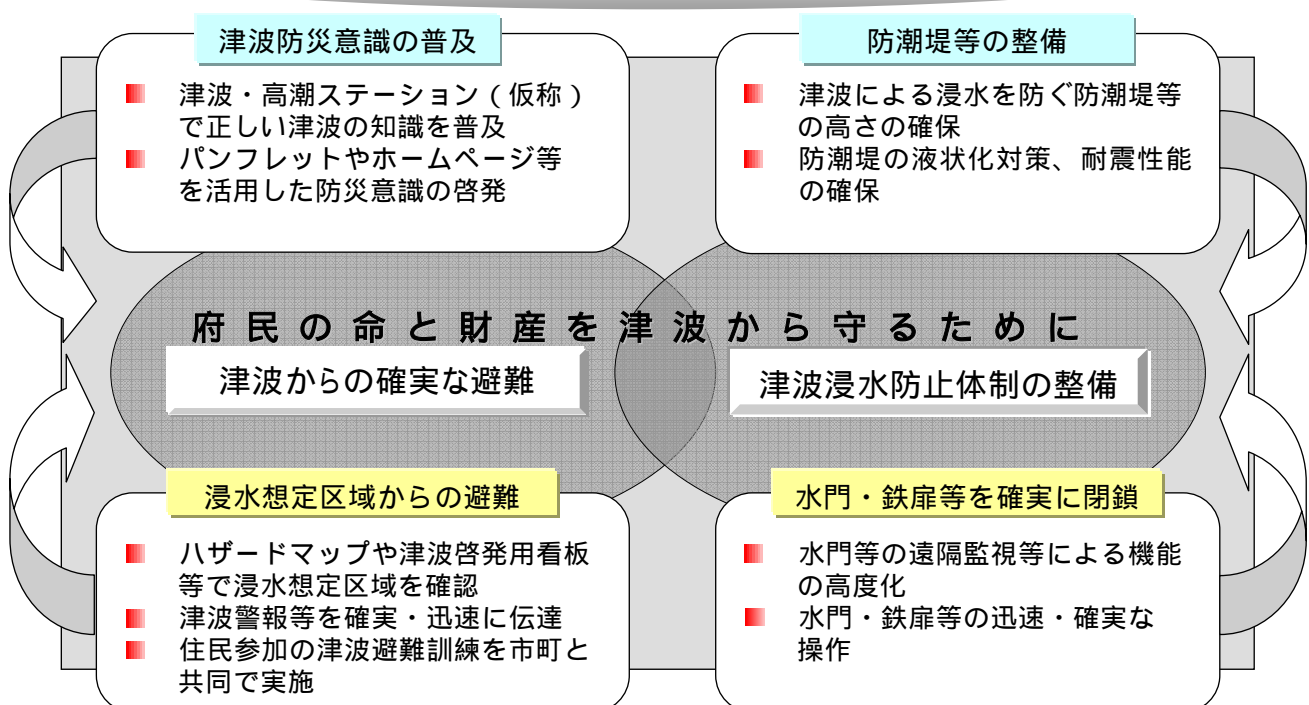 津波防災意識の普及
津波・高潮ステーション(仮称)
で正しい津波の知識を普及
パンフレットやホームページ等
を活用した防災意識の啓発
防潮堤等の整備
津波による浸水を防ぐ防潮堤等
の高さの確保
防潮堤の液状化対策、耐震性能
の確保
府民の命と財産を津波から守るために
津波からの確実な避難
津波浸水防止体制の整備
浸水想定区域からの避難
ハザードマップや津波啓発用看板
等で浸水想定区域を確認
津波警報等を確実・迅速に伝達
住民参加の津波避難訓練を市町と
共同で実施
水門・鉄扉等を確実に閉鎖
水門等の遠隔監視等による機能
の高度化
水門・鉄扉等の迅速・確実な
操作